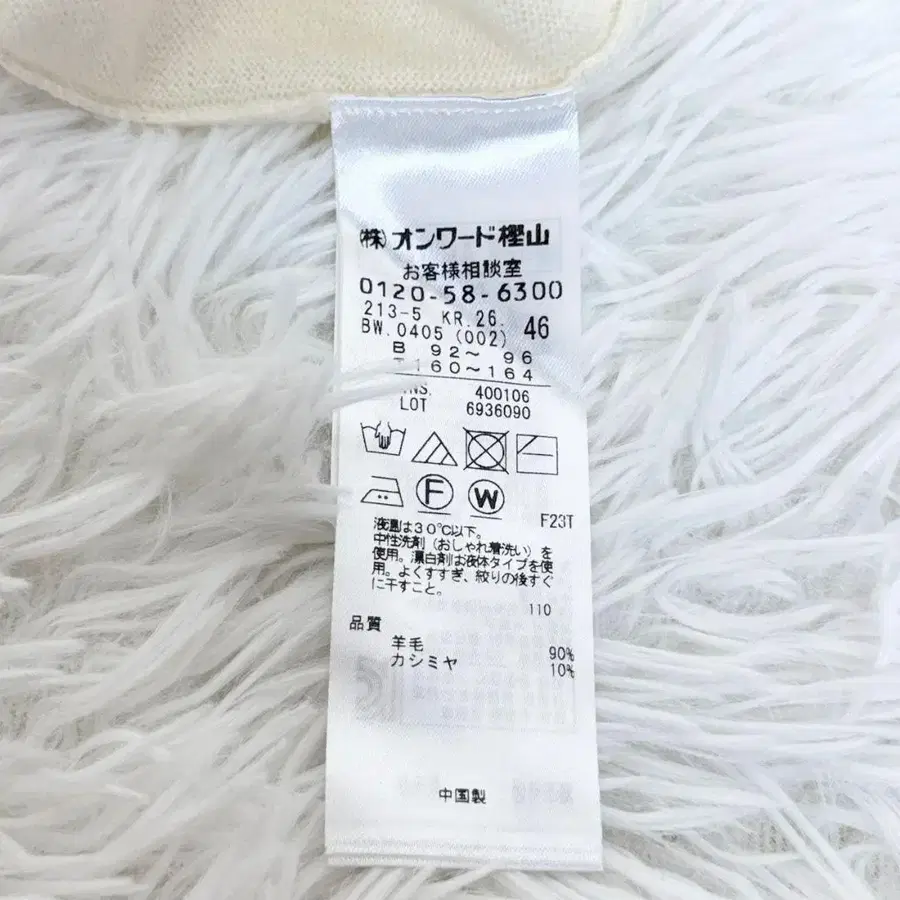 (株)オンワード樫山
お客様相談室
0120-58-6300
213-5 KR.26. 46
BW.0405 (002)
B 92～ 96
T 160～164
INS. 400106
LOT 6936090
F W
F23T
液温は30℃以下。
中性洗剤（おしゃれ着洗い）を
使用。漂白剤は液体タイプを使
用。よくすすぎ、絞りの後すぐ
に干すこと。
110
品質
羊毛 90%
カシミヤ 10%
中国製